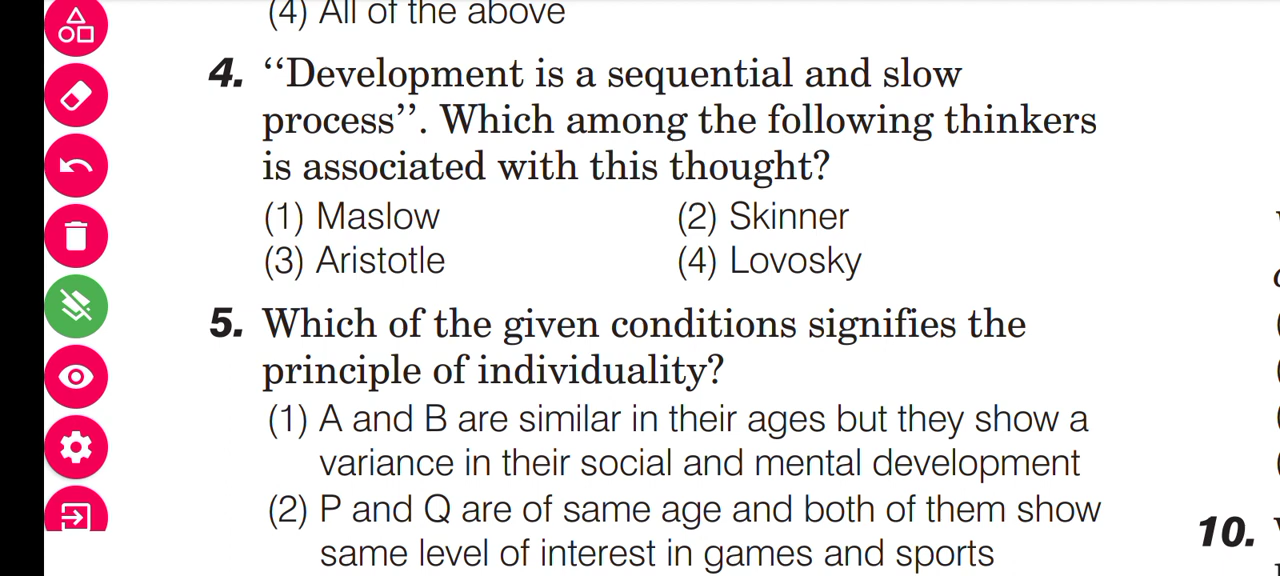 (4) All of the above
4. ‘‘Development is a sequential and slow
process’’. Which among the following thinkers
is associated with this thought?
(1) Maslow (2) Skinner
(3) Aristotle (4) Lovosky
5. Which of the given conditions signifies the
principle of individuality?
(1) A and B are similar in their ages but they show a
variance in their social and mental development
(2) P and Q are of same age and both of them show
same level of interest in games and sports
10.